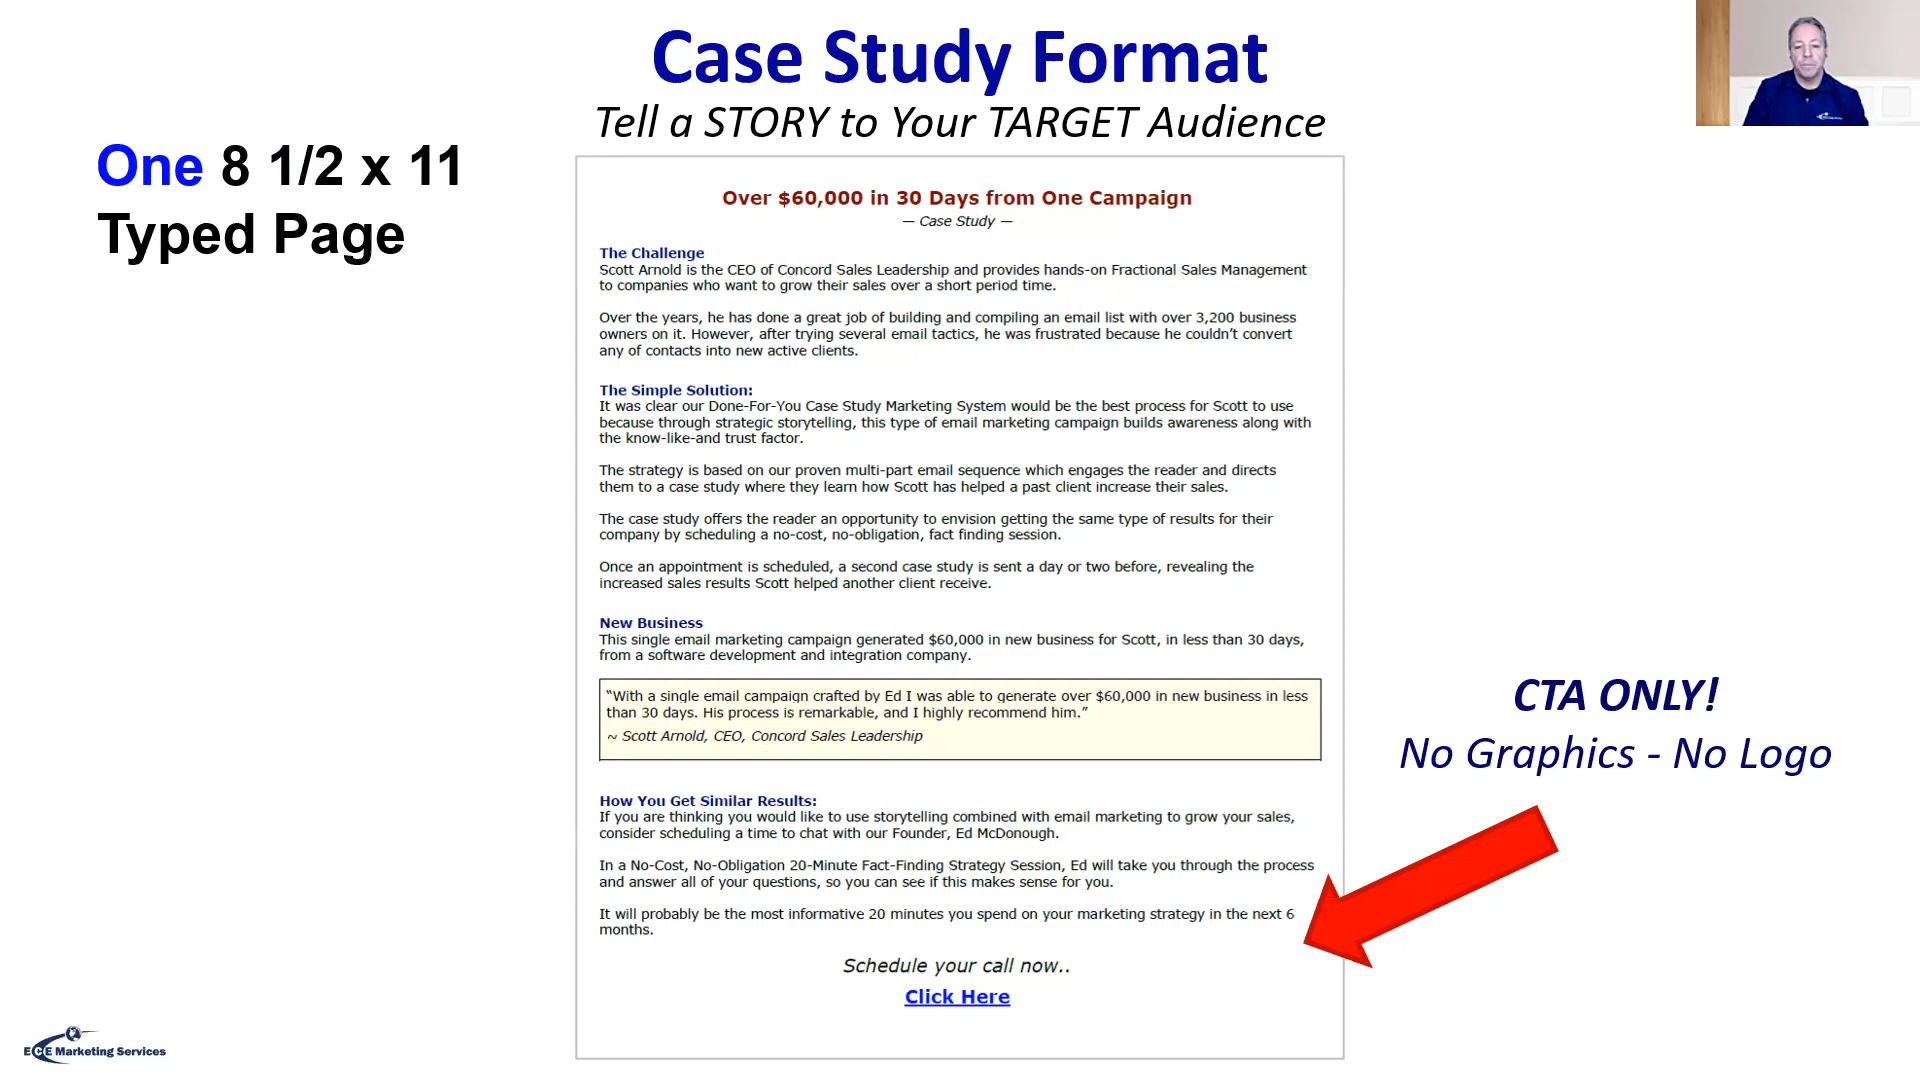 Case Study Format
Tell a STORY to Your TARGET Audience
One 8 1/2 x 11
Typed Page
Over $60,000 in 30 Days from One Campaign
— Case Study —
The Challenge
Scott Arnold is the CEO of Concord Sales Leadership and provides hands-on Fractional Sales Management
to companies who want to grow their sales over a short period time.
Over the years, he has done a great job of building and compiling an email list with over 3,200 business
owners on it. However, after trying several email tactics, he was frustrated because he couldn’t convert
any of contacts into new active clients.
The Simple Solution:
It was clear our Done-For-You Case Study Marketing System would be the best process for Scott to use
because through strategic storytelling, this type of email marketing campaign builds awareness along with
the know-like-and trust factor.
The strategy is based on our proven multi-part email sequence which engages the reader and directs
them to a case study where they learn how Scott has helped a past client increase their sales.
The case study offers the reader an opportunity to envision getting the same type of results for their
company by scheduling a no-cost, no-obligation, fact finding session.
Once an appointment is scheduled, a second case study is sent a day or two before, revealing the
increased sales results Scott helped another client receive.
New Business
This single email marketing campaign generated $60,000 in new business for Scott, in less than 30 days,
from a software development and integration company.
“With a single email campaign crafted by Ed I was able to generate over $60,000 in new business in less
than 30 days. His process is remarkable, and I highly recommend him.”
~ Scott Arnold, CEO, Concord Sales Leadership
How You Get Similar Results:
If you are thinking you would like to use storytelling combined with email marketing to grow your sales,
consider scheduling a time to chat with our Founder, Ed McDonough.
In a No-Cost, No-Obligation 20-Minute Fact-Finding Strategy Session, Ed will take you through the process
and answer all of your questions, so you can see if this makes sense for you.
It will probably be the most informative 20 minutes you spend on your marketing strategy in the next 6
months.
Schedule your call now..
Click Here
CTA ONLY!
No Graphics - No Logo
ECE Marketing Services